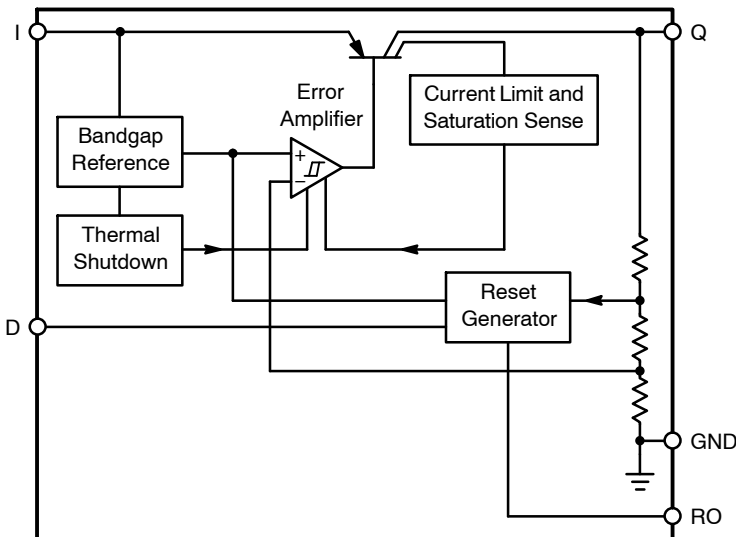 I
Q
Error
Amplifier
Current Limit and
Saturation Sense
Bandgap
Reference
+
−
Thermal
Shutdown
Reset
Generator
D
GND
RO